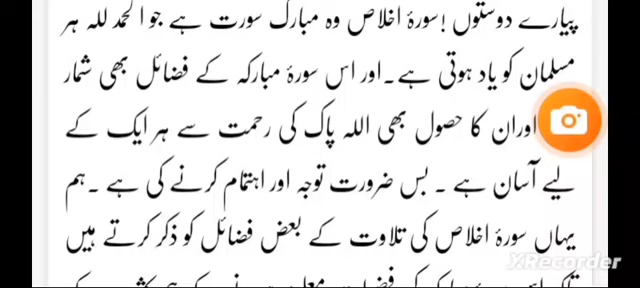 پیارے دوستوں !سورۂ اخلاص وہ مبارک سورت ہے جو الحمد للہ ہر
مسلمان کو یاد ہوتی ہے۔اور اس سورۂ مبارکہ کے فضائل بھی شمار
اوران کا حصول بھی اللہ پاک کی رحمت سے ہر ایک کے
لیے آسان ہے ۔ بس ضرورت توجہ اور اہتمام کرنے کی ہے ۔ہم
یہاں سورۂ اخلاص کی تلاوت کے بعض فضائل کو ذکر کرتے ہیں
XRecorder